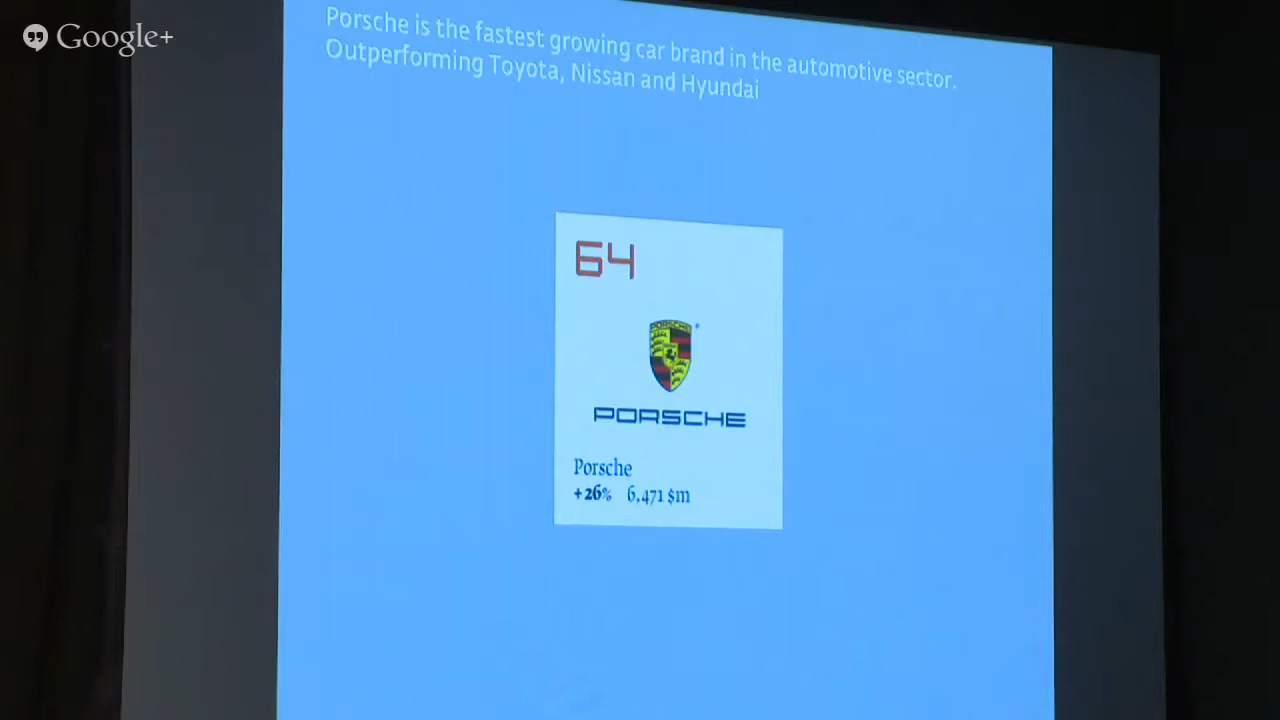 Google+
Porsche is the fastest growing car brand in the automotive sector.
Outperforming Toyota, Nissan and Hyundai
64
PORSCHE
PORSCHE
Porsche
+26% 6,471 $m